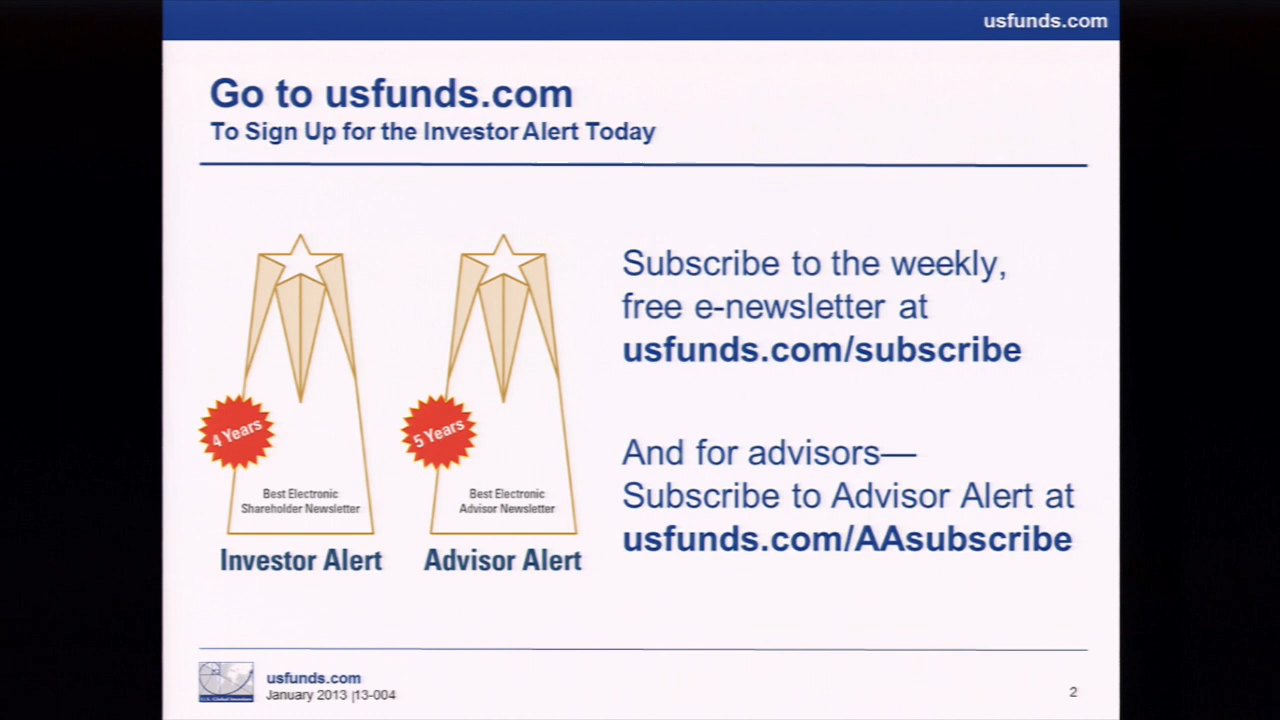 usfunds.com
Go to usfunds.com
To Sign Up for the Investor Alert Today
Subscribe to the weekly,
free e-newsletter at
usfunds.com/subscribe
And for advisors—
Subscribe to Advisor Alert at
usfunds.com/AAsubscribe
4 Years
Best Electronic
Shareholder Newsletter
Investor Alert
5 Years
Best Electronic
Advisor Newsletter
Advisor Alert
U.S. Global Investors
usfunds.com
January 2013 |13-004
2